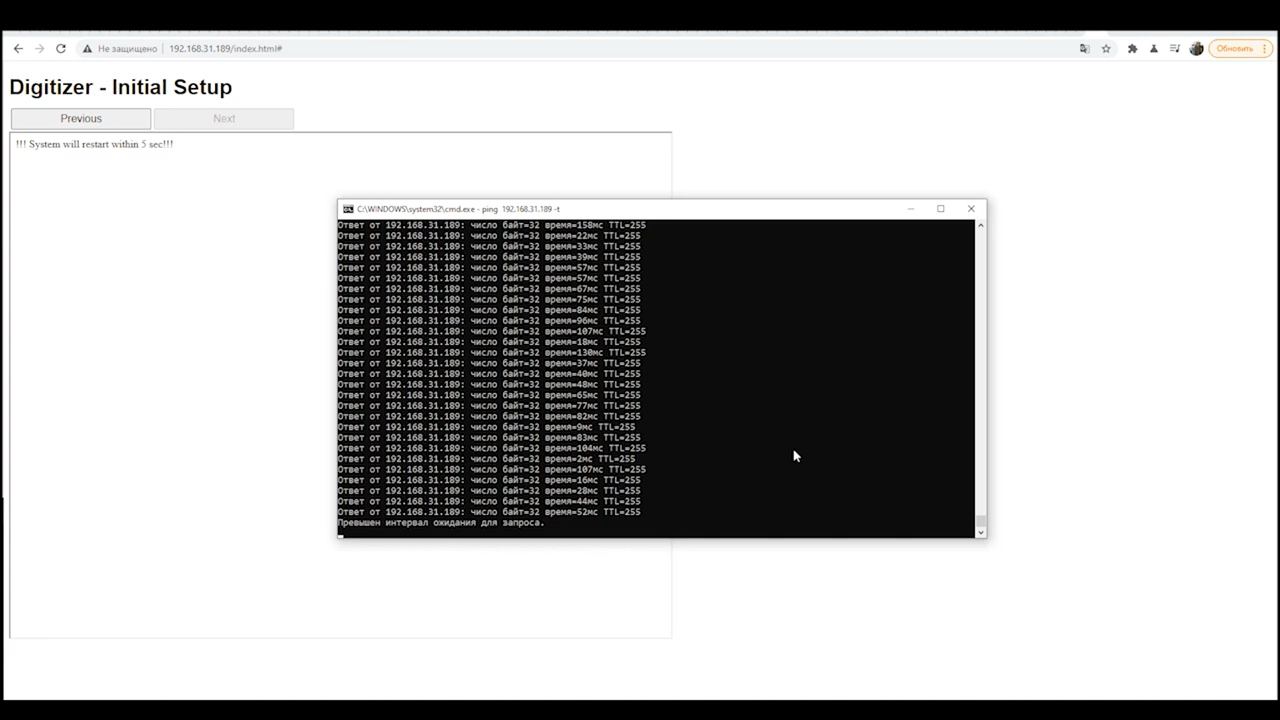 Не защищено
192.168.31.189/index.html#
Обновить
Digitizer - Initial Setup
Previous
Next
!!! System will restart within 5 sec!!!
C:\WINDOWS\system32\cmd.exe - ping 192.168.31.189 -t
Ответ от 192.168.31.189: число байт=32 время=158мс TTL=255
Ответ от 192.168.31.189: число байт=32 время=22мс TTL=255
Ответ от 192.168.31.189: число байт=32 время=33мс TTL=255
Ответ от 192.168.31.189: число байт=32 время=39мс TTL=255
Ответ от 192.168.31.189: число байт=32 время=57мс TTL=255
Ответ от 192.168.31.189: число байт=32 время=57мс TTL=255
Ответ от 192.168.31.189: число байт=32 время=67мс TTL=255
Ответ от 192.168.31.189: число байт=32 время=75мс TTL=255
Ответ от 192.168.31.189: число байт=32 время=84мс TTL=255
Ответ от 192.168.31.189: число байт=32 время=96мс TTL=255
Ответ от 192.168.31.189: число байт=32 время=107мс TTL=255
Ответ от 192.168.31.189: число байт=32 время=18мс TTL=255
Ответ от 192.168.31.189: число байт=32 время=130мс TTL=255
Ответ от 192.168.31.189: число байт=32 время=37мс TTL=255
Ответ от 192.168.31.189: число байт=32 время=40мс TTL=255
Ответ от 192.168.31.189: число байт=32 время=48мс TTL=255
Ответ от 192.168.31.189: число байт=32 время=65мс TTL=255
Ответ от 192.168.31.189: число байт=32 время=77мс TTL=255
Ответ от 192.168.31.189: число байт=32 время=82мс TTL=255
Ответ от 192.168.31.189: число байт=32 время=9мс TTL=255
Ответ от 192.168.31.189: число байт=32 время=83мс TTL=255
Ответ от 192.168.31.189: число байт=32 время=104мс TTL=255
Ответ от 192.168.31.189: число байт=32 время=2мс TTL=255
Ответ от 192.168.31.189: число байт=32 время=107мс TTL=255
Ответ от 192.168.31.189: число байт=32 время=16мс TTL=255
Ответ от 192.168.31.189: число байт=32 время=28мс TTL=255
Ответ от 192.168.31.189: число байт=32 время=44мс TTL=255
Ответ от 192.168.31.189: число байт=32 время=52мс TTL=255
Превышен интервал ожидания для запроса.